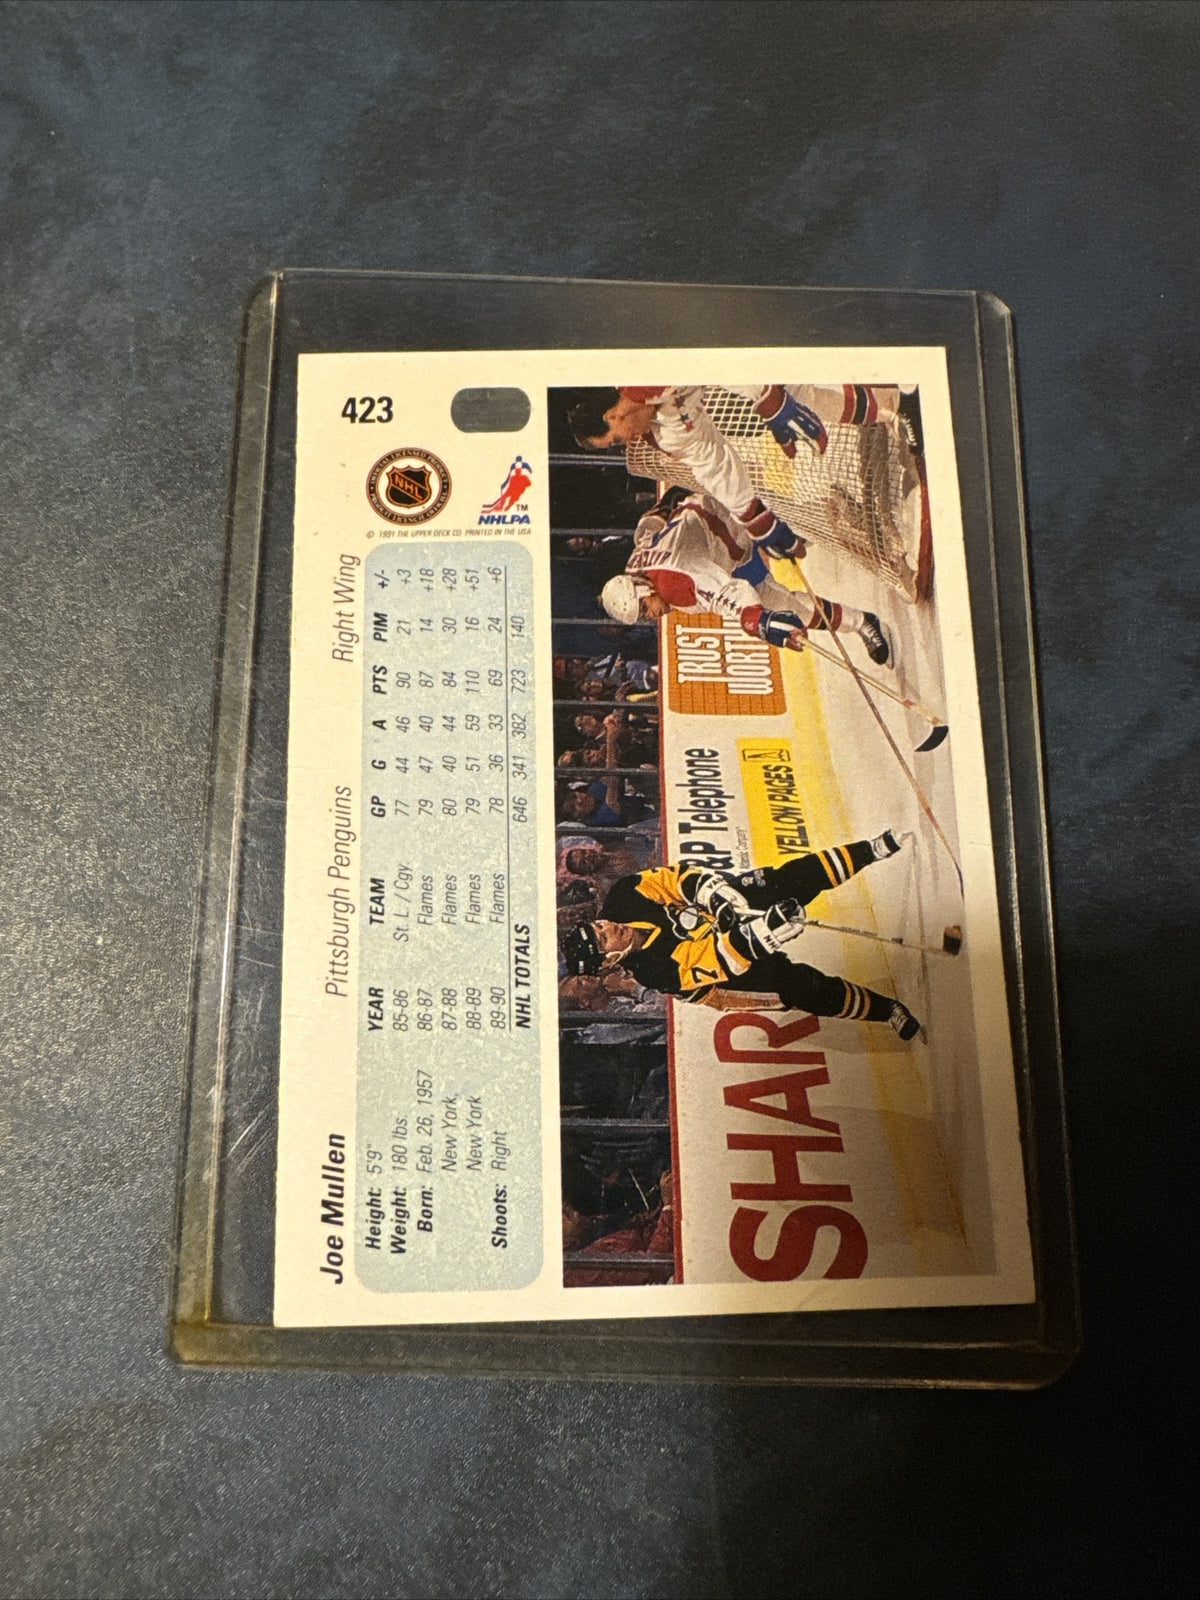 423
Joe Mullen Pittsburgh Penguins Right Wing
Height: 5'9"
Weight: 180 lbs.
Born: Feb. 26, 1957
New York,
New York
Shoots: Right
YEAR TEAM GP G A PTS PIM +/-
85-86 St. L./Cgy. 77 44 46 90 21 +3
86-87 Flames 79 47 40 87 14 +18
87-88 Flames 80 40 44 84 30 +28
88-89 Flames 79 51 59 110 16 +51
89-90 Flames 78 36 33 69 24 +6
NHL TOTALS 646 341 382 723 140
NHL
NHLPA
TM
© 1991 THE UPPER DECK CO. PRINTED IN THE USA
SHAR
&P Telephone
YELLOW PAGES
TRUST
WORTH
7